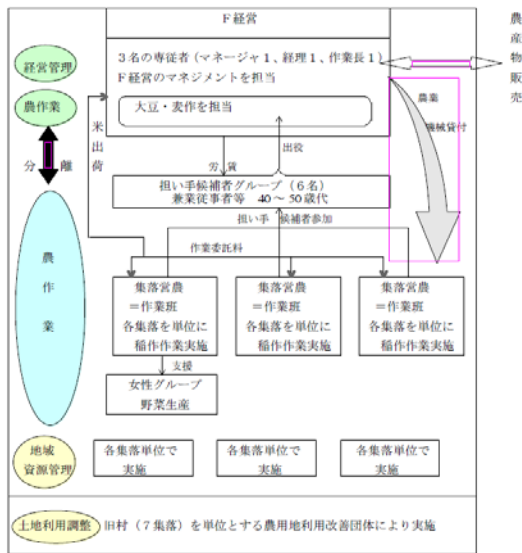 F経営
農産物販売
3名の専従者(マネージャ1、経理1、作業長1)
F経営のマネジメントを担当
経営管理
農作業
大豆・麦作を担当
農業
機械貸付
米出荷
分離
労賃
出役
担い手候補者グループ(6名)
兼業従事者等 40~50歳代
担い手 候補者参加
作業委託料
農作業
集落営農
=作業班
各集落を単位に
稲作作業実施
集落営農
=作業班
各集落を単位に
稲作作業実施
集落営農
=作業班
各集落を単位に
稲作作業実施
支援
女性グループ
野菜生産
地域
資源管理
各集落単位で
実施
各集落単位で
実施
各集落単位で
実施
土地利用調整
旧村(7集落)を単位とする農用地利用改善団体により実施